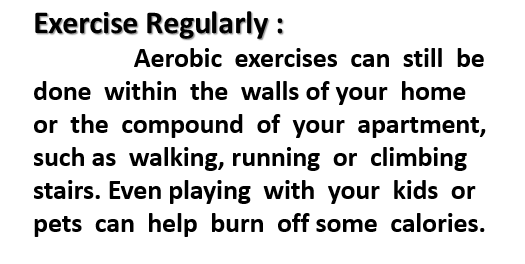 Exercise Regularly :
Aerobic exercises can still be
done within the walls of your home
or the compound of your apartment,
such as walking, running or climbing
stairs. Even playing with your kids or
pets can help burn off some calories.